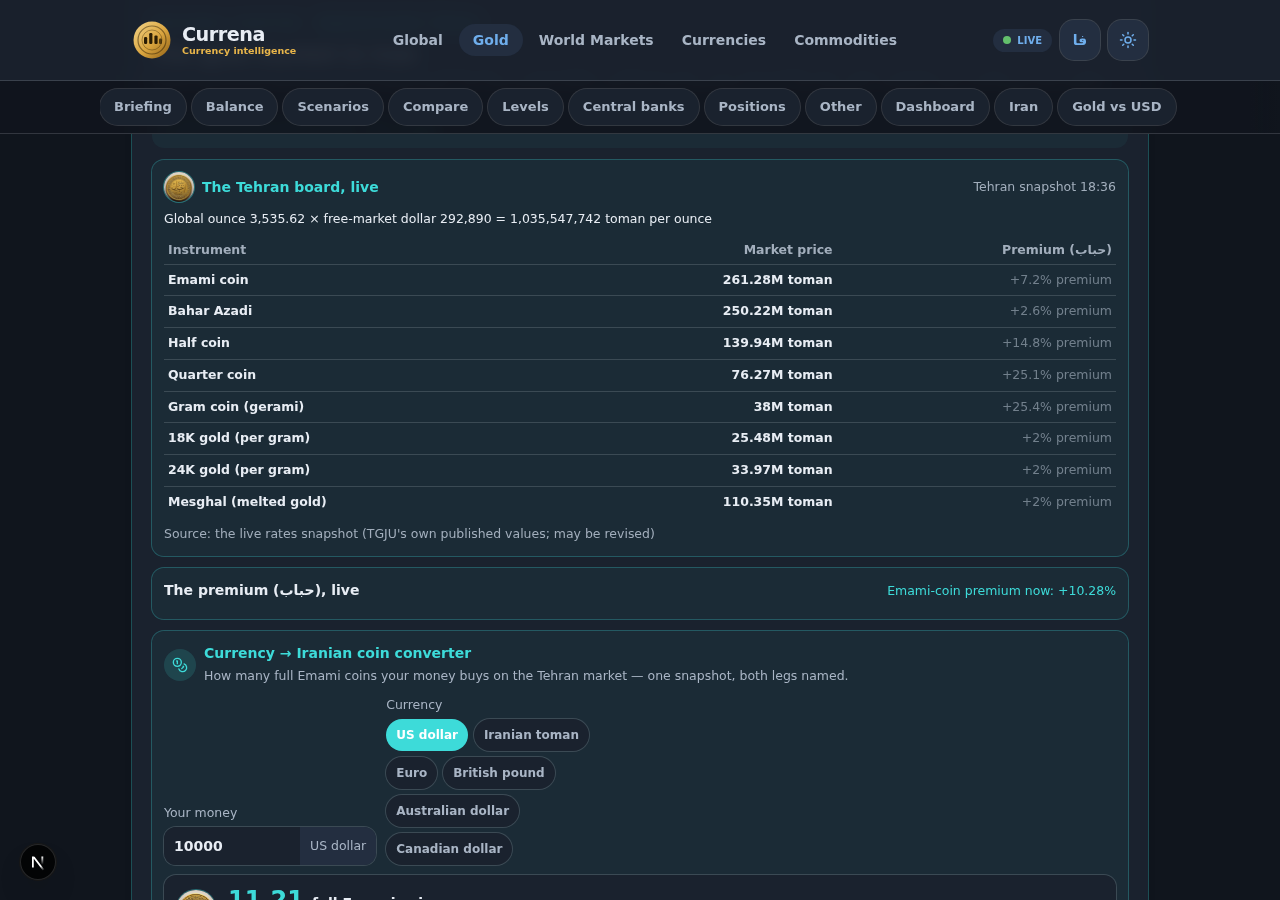 Currena
Currency intelligence
Global Gold World Markets Currencies Commodities
LIVE
فا
Briefing Balance Scenarios Compare Levels Central banks Positions Other Dashboard Iran Gold vs USD
The Tehran board, live Tehran snapshot 18:36
Global ounce 3,535.62 × free-market dollar 292,890 = 1,035,547,742 toman per ounce
Instrument Market price Premium (حباب)
Emami coin 261.28M toman +7.2% premium
Bahar Azadi 250.22M toman +2.6% premium
Half coin 139.94M toman +14.8% premium
Quarter coin 76.27M toman +25.1% premium
Gram coin (gerami) 38M toman +25.4% premium
18K gold (per gram) 25.48M toman +2% premium
24K gold (per gram) 33.97M toman +2% premium
Mesghal (melted gold) 110.35M toman +2% premium
Source: the live rates snapshot (TGJU's own published values; may be revised)
The premium (حباب), live Emami-coin premium now: +10.28%
Currency → Iranian coin converter
How many full Emami coins your money buys on the Tehran market — one snapshot, both legs named.
Currency
US dollar Iranian toman
Euro British pound
Australian dollar
Canadian dollar
Your money
10000 US dollar
N
11.21